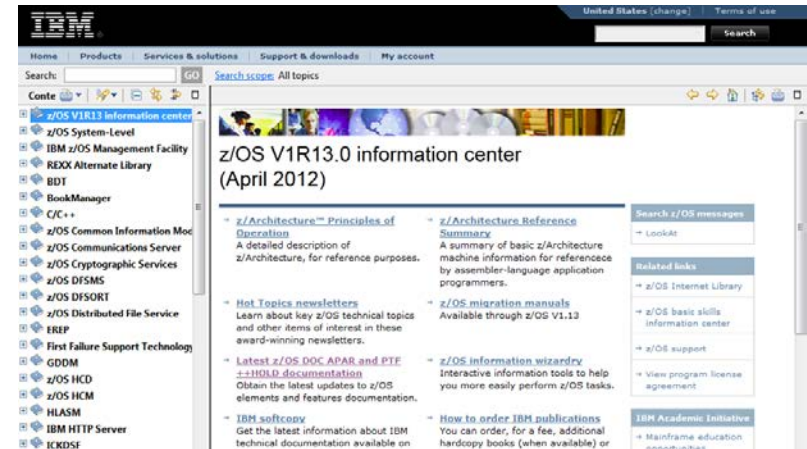 United States [change] | Terms of use
IBM
Search
Home | Products | Services & solutions | Support & downloads | My account
Search: GO Search scope: All topics
Conte
z/OS V1R13 information center
z/OS System-Level
IBM z/OS Management Facility
REXX Alternate Library
BDT
BookManager
C/C++
z/OS Common Information Mod
z/OS Communications Server
z/OS Cryptographic Services
z/OS DFSMS
z/OS DFSORT
z/OS Distributed File Service
EREP
First Failure Support Technology
GDDM
z/OS HCD
z/OS HCM
HLASM
IBM HTTP Server
ICKDSF
z/OS V1R13.0 information center
(April 2012)
z/Architecture™ Principles of
Operation
A detailed description of
z/Architecture, for reference purposes.
z/Architecture Reference
Summary
A summary of basic z/Architecture
machine information for referencece
by assembler-language application
programmers.
Hot Topics newsletters
Learn about key z/OS technical topics
and other items of interest in these
award-winning newsletters.
z/OS migration manuals
Available through z/OS V1.13
Latest z/OS DOC APAR and PTF
++HOLD documentation
Obtain the latest updates to z/OS
elements and features documentation.
z/OS information wizardry
Interactive information tools to help
you more easily perform z/OS tasks.
IBM softcopy
Get the latest information about IBM
technical documentation available on
How to order IBM publications
You can order, for a fee, additional
hardcopy books (when available) or
Search z/OS messages
LookAt
Related links
z/OS Internet Library
z/OS basic skills
information center
z/OS support
View program license
agreement
IBM Academic Initiative
Mainframe education
opportunities